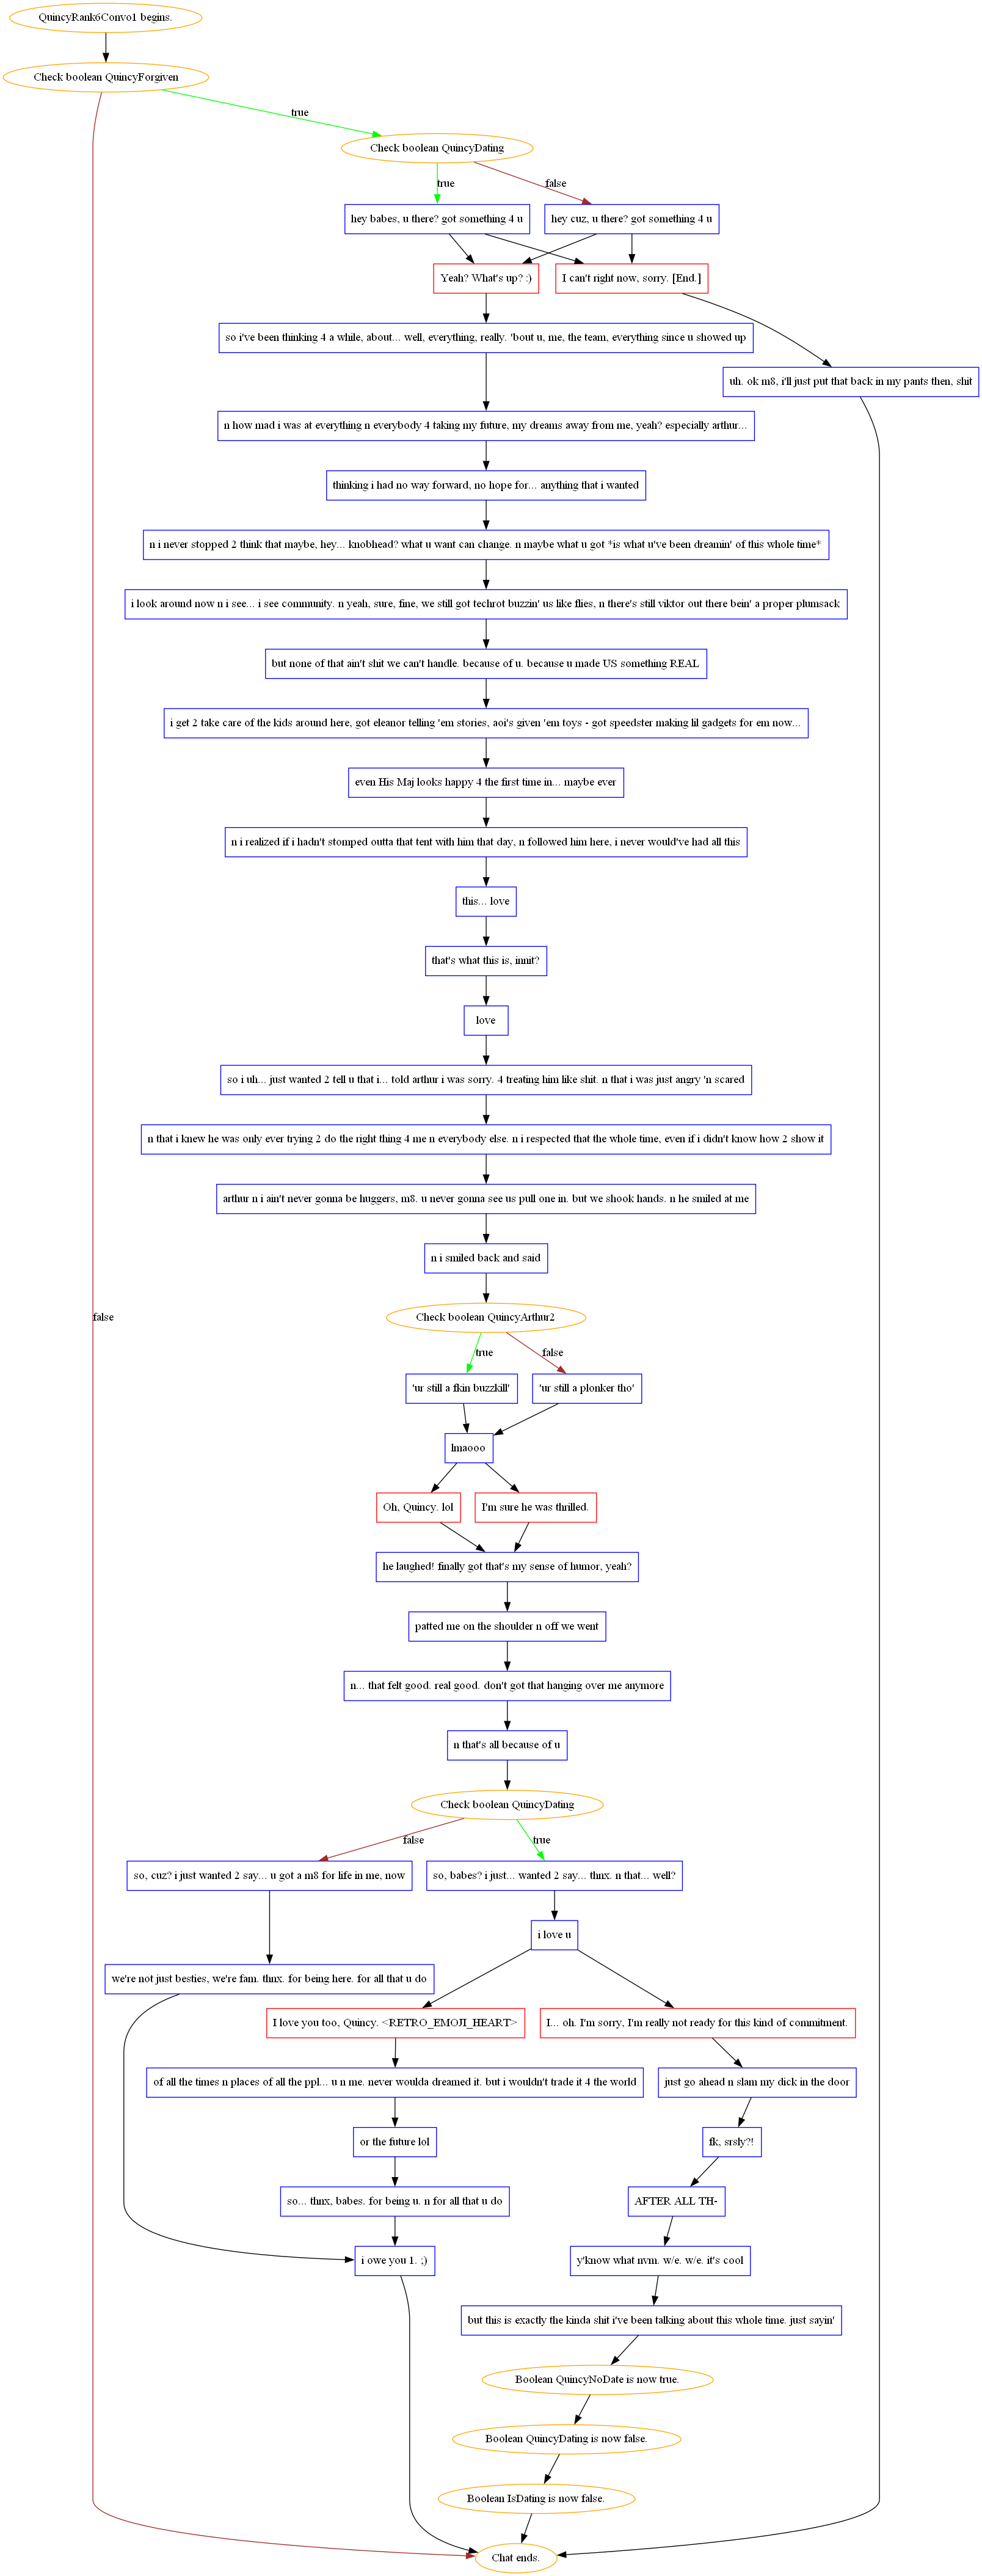 QuincyRank6Convo1 begins.
Check boolean QuincyForgiven
true
Check boolean QuincyDating
true
false
hey babes, u there? got something 4 u
hey cuz, u there? got something 4 u
Yeah? What's up? :)
I can't right now, sorry. [End.]
so i've been thinking 4 a while, about... well, everything, really. 'bout u, me, the team, everything since u showed up
uh. ok m8, i'll just put that back in my pants then, shit
n how mad i was at everything n everybody 4 taking my future, my dreams away from me, yeah? especially arthur...
thinking i had no way forward, no hope for... anything that i wanted
n i never stopped 2 think that maybe, hey... knobhead? what u want can change. n maybe what u got *is what u've been dreamin' of this whole time*
i look around now n i see... i see community. n yeah, sure, fine, we still got techrot buzzin' us like flies, n there's still viktor out there bein' a proper plumsack
but none of that ain't shit we can't handle. because of u. because u made US something REAL
i get 2 take care of the kids around here, got eleanor telling 'em stories, aoi's given 'em toys - got speedster making lil gadgets for em now...
even His Maj looks happy 4 the first time in... maybe ever
n i realized if i hadn't stomped outta that tent with him that day, n followed him here, i never would've had all this
this... love
that's what this is, innit?
love
so i uh... just wanted 2 tell u that i... told arthur i was sorry. 4 treating him like shit. n that i was just angry 'n scared
n that i knew he was only ever trying 2 do the right thing 4 me n everybody else. n i respected that the whole time, even if i didn't know how 2 show it
arthur n i ain't never gonna be huggers, m8. u never gonna see us pull one in. but we shook hands. n he smiled at me
n i smiled back and said
false
Check boolean QuincyArthur2
true
false
'ur still a fkin buzzkill'
'ur still a plonker tho'
lmaooo
Oh, Quincy. lol
I'm sure he was thrilled.
he laughed! finally got that's my sense of humor, yeah?
patted me on the shoulder n off we went
n... that felt good. real good. don't got that hanging over me anymore
n that's all because of u
Check boolean QuincyDating
false
true
so, cuz? i just wanted 2 say... u got a m8 for life in me, now
so, babes? i just... wanted 2 say... thnx. n that... well?
i love u
we're not just besties, we're fam. thnx. for being here. for all that u do
I love you too, Quincy. <RETRO_EMOJI_HEART>
I... oh. I'm sorry, I'm really not ready for this kind of commitment.
of all the times n places of all the ppl... u n me. never woulda dreamed it. but i wouldn't trade it 4 the world
just go ahead n slam my dick in the door
or the future lol
fk, srsly?!
so... thnx, babes. for being u. n for all that u do
AFTER ALL TH-
i owe you 1. ;)
y'know what nvm. w/e. w/e. it's cool
but this is exactly the kinda shit i've been talking about this whole time. just sayin'
Boolean QuincyNoDate is now true.
Boolean QuincyDating is now false.
Boolean IsDating is now false.
Chat ends.